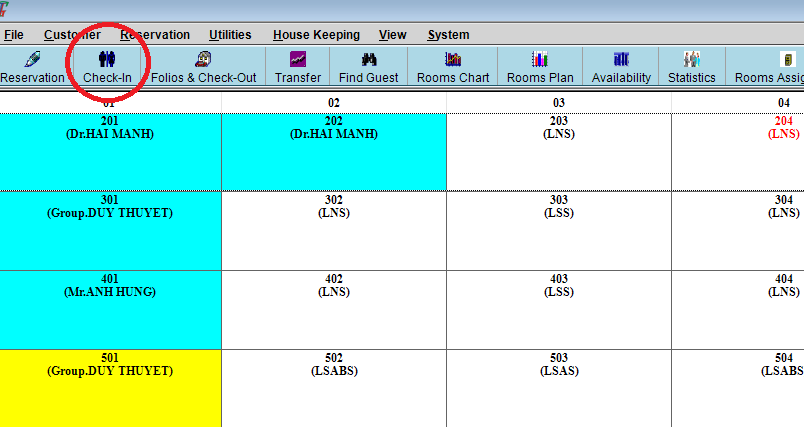 File Customer Reservation Utilities House Keeping View System
Reservation Check-In Folios & Check-Out Transfer Find Guest Rooms Chart Rooms Plan Availability Statistics Rooms Assig
01 02 03 04
201 202 203 204
(Dr.HAI MANH) (Dr.HAI MANH) (LNS) (LNS)
301 302 303 304
(Group.DUY THUYET) (LNS) (LSS) (LNS)
401 402 403 404
(Mr.ANH HUNG) (LNS) (LSS) (LNS)
501 502 503 504
(Group.DUY THUYET) (LSABS) (LSAS) (LSABS